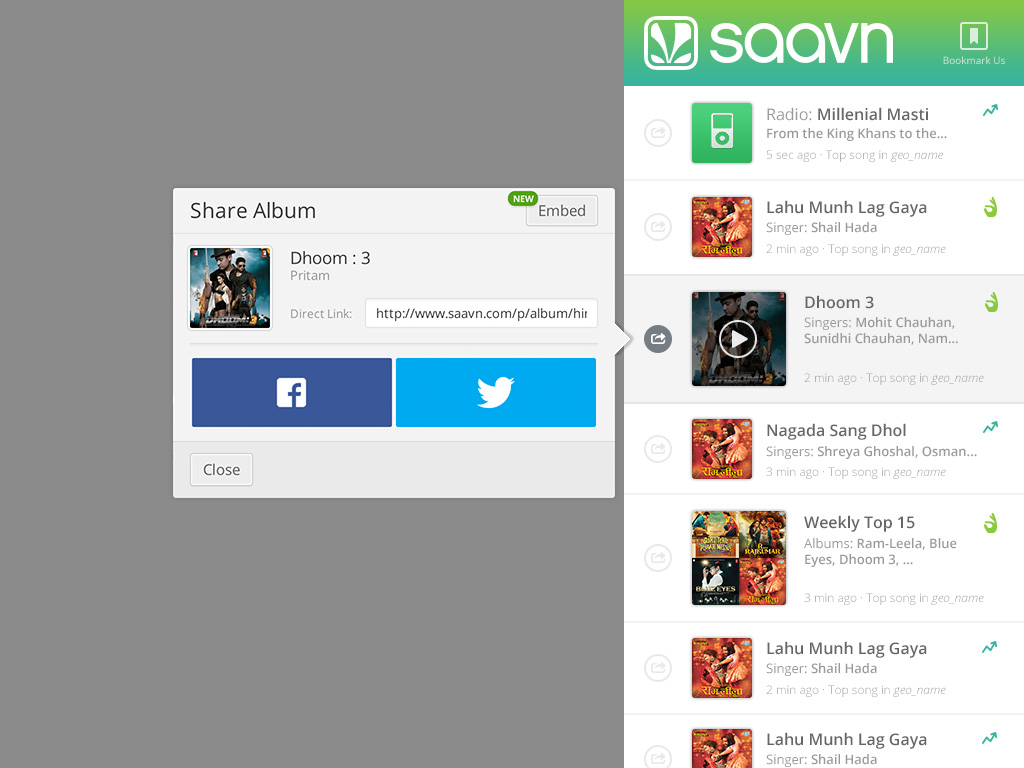 saavn
Bookmark Us
Radio: Millenial Masti
From the King Khans to the...
5 sec ago · Top song in geo_name
Lahu Munh Lag Gaya
Singer: Shail Hada
2 min ago · Top song in geo_name
NEW
Share Album
Embed
Dhoom : 3
Pritam
Direct Link: http://www.saavn.com/p/album/hi
Close
Dhoom 3
Singers: Mohit Chauhan,
Sunidhi Chauhan, Nam...
2 min ago · Top song in geo_name
DHOOM:3
Nagada Sang Dhol
Singers: Shreya Ghoshal, Osman...
3 min ago · Top song in geo_name
रामलीला
Weekly Top 15
Albums: Ram-Leela, Blue
Eyes, Dhoom 3, ...
3 min ago · Top song in geo_name
R...RAJKUMAR
BLUE EYES
Lahu Munh Lag Gaya
Singer: Shail Hada
2 min ago · Top song in geo_name
Lahu Munh Lag Gaya
Singer: Shail Hada